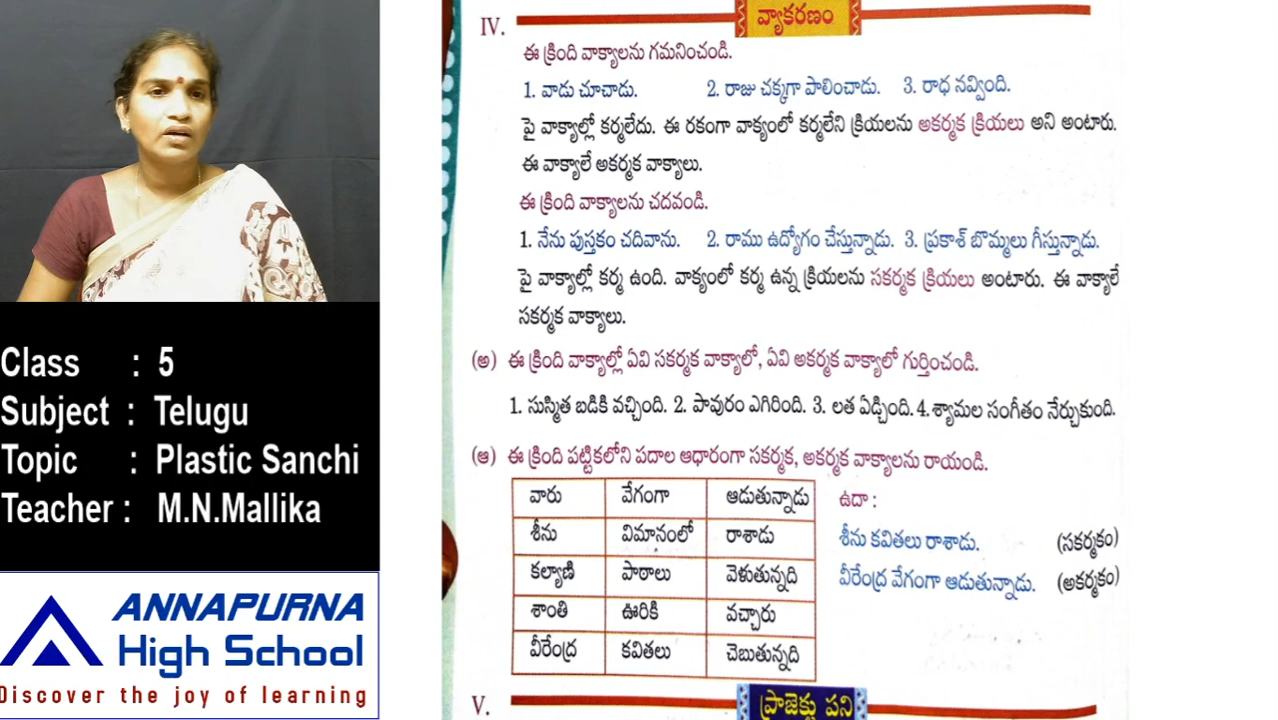 IV.
వ్యాకరణం
ఈ క్రింది వాక్యాలను గమనించండి.
1. వాడు చూచాడు. 2. రాజు చక్కగా పాలించాడు. 3. రాధ నవ్వింది.
పై వాక్యాల్లో కర్మలేదు. ఈ రకంగా వాక్యంలో కర్మలేని క్రియలను అకర్మక క్రియలు అని అంటారు.
ఈ వాక్యాలే అకర్మక వాక్యాలు.
ఈ క్రింది వాక్యాలను చదవండి.
1. నేను పుస్తకం చదివాను. 2. రాము ఉద్యోగం చేస్తున్నాడు. 3. ప్రకాశ్ బొమ్మలు గీస్తున్నాడు.
పై వాక్యాల్లో కర్మ ఉంది. వాక్యంలో కర్మ ఉన్న క్రియలను సకర్మక క్రియలు అంటారు. ఈ వాక్యాలే
సకర్మక వాక్యాలు.
(అ) ఈ క్రింది వాక్యాల్లో ఏవి సకర్మక వాక్యాలో, ఏవి అకర్మక వాక్యాలో గుర్తించండి.
1. సుస్మిత బడికి వచ్చింది. 2. పావురం ఎగిరింది. 3. లత ఏడ్చింది. 4. శ్యామల సంగీతం నేర్చుకుంది.
(ఆ) ఈ క్రింది పట్టికలోని పదాల ఆధారంగా సకర్మక, అకర్మక వాక్యాలను రాయండి.
వారు వేగంగా ఆడుతున్నాడు
శీను విమానంలో రాశాడు
కల్యాణి పాఠాలు వెళుతున్నది
శాంతి ఊరికి వచ్చారు
వీరేంద్ర కవితలు చెబుతున్నది
ఉదా :
శీను కవితలు రాశాడు. (సకర్మకం)
వీరేంద్ర వేగంగా ఆడుతున్నాడు. (అకర్మకం)
V.
ప్రాజెక్టు పని
Class : 5
Subject : Telugu
Topic : Plastic Sanchi
Teacher : M.N.Mallika
ANNAPURNA
High School
Discover the joy of learning